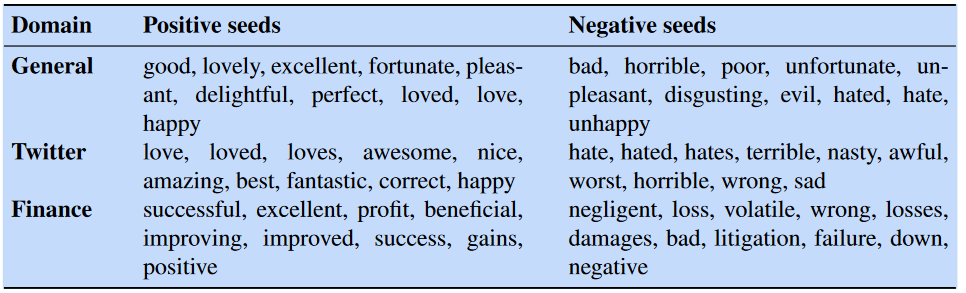 Domain Positive seeds Negative seeds
General good, lovely, excellent, fortunate, pleas- bad, horrible, poor, unfortunate, un-
ant, delightful, perfect, loved, love, pleasant, disgusting, evil, hated, hate,
happy unhappy
Twitter love, loved, loves, awesome, nice, hate, hated, hates, terrible, nasty, awful,
amazing, best, fantastic, correct, happy worst, horrible, wrong, sad
Finance successful, excellent, profit, beneficial, negligent, loss, volatile, wrong, losses,
improving, improved, success, gains, damages, bad, litigation, failure, down,
positive negative